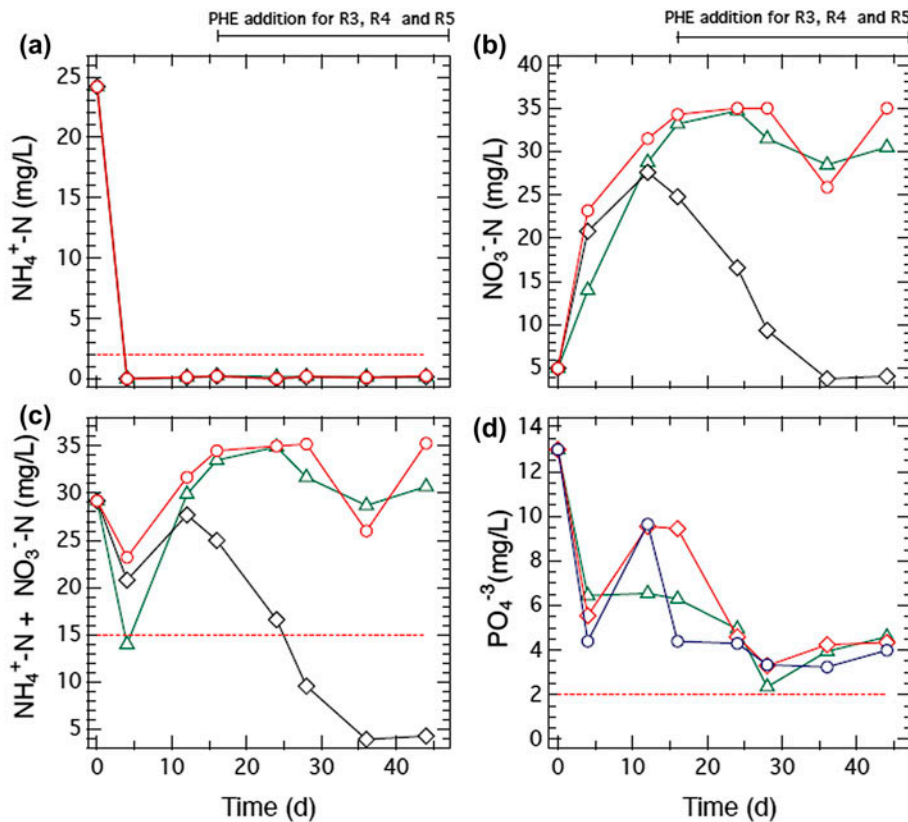 PHE addition for R3, R4 and R5
PHE addition for R3, R4 and R5
(a)
(b)
25
20
15
10
5
0
NH₄⁺-N (mg/L)
40
35
30
25
20
15
10
5
NO₃⁻-N (mg/L)
(c)
(d)
35
30
25
20
15
10
5
NH₄⁺-N + NO₃⁻-N (mg/L)
14
12
10
8
6
4
2
0
PO₄⁻³(mg/L)
0 10 20 30 40
0 10 20 30 40
Time (d)
Time (d)